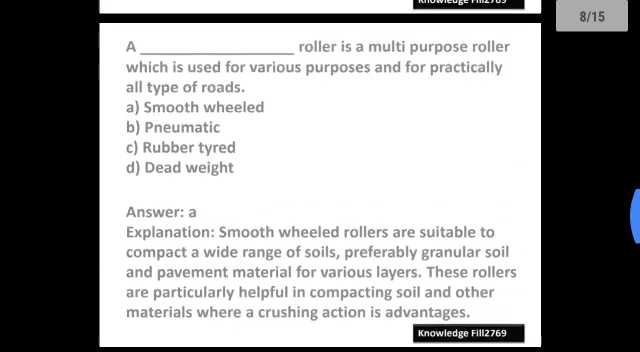 Knowledge Fill2769
8/15
A ____________________ roller is a multi purpose roller
which is used for various purposes and for practically
all type of roads.
a) Smooth wheeled
b) Pneumatic
c) Rubber tyred
d) Dead weight
Answer: a
Explanation: Smooth wheeled rollers are suitable to
compact a wide range of soils, preferably granular soil
and pavement material for various layers. These rollers
are particularly helpful in compacting soil and other
materials where a crushing action is advantages.
Knowledge Fill2769